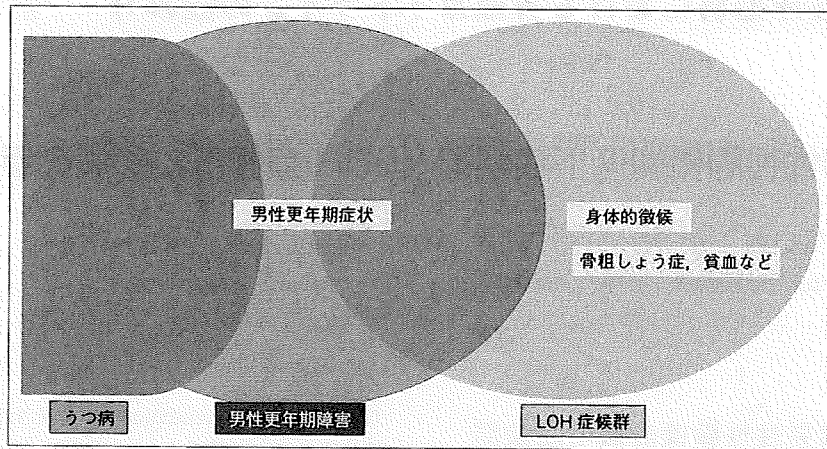 男性更年期症状
身体的徴候
骨粗しょう症，貧血など
うつ病
男性更年期障害
LOH 症候群